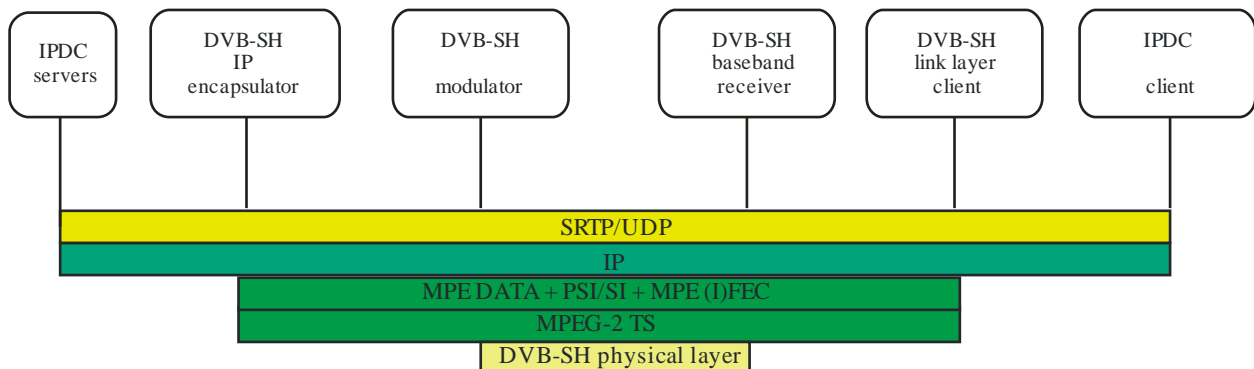 IPDC
servers
DVB-SH
IP
encapsulator
DVB-SH
modulator
DVB-SH
baseband
receiver
DVB-SH
link layer
client
IPDC
client
SRTP/UDP
IP
MPE DATA + PSI/SI + MPE (I)FEC
MPEG-2 TS
DVB-SH physical layer